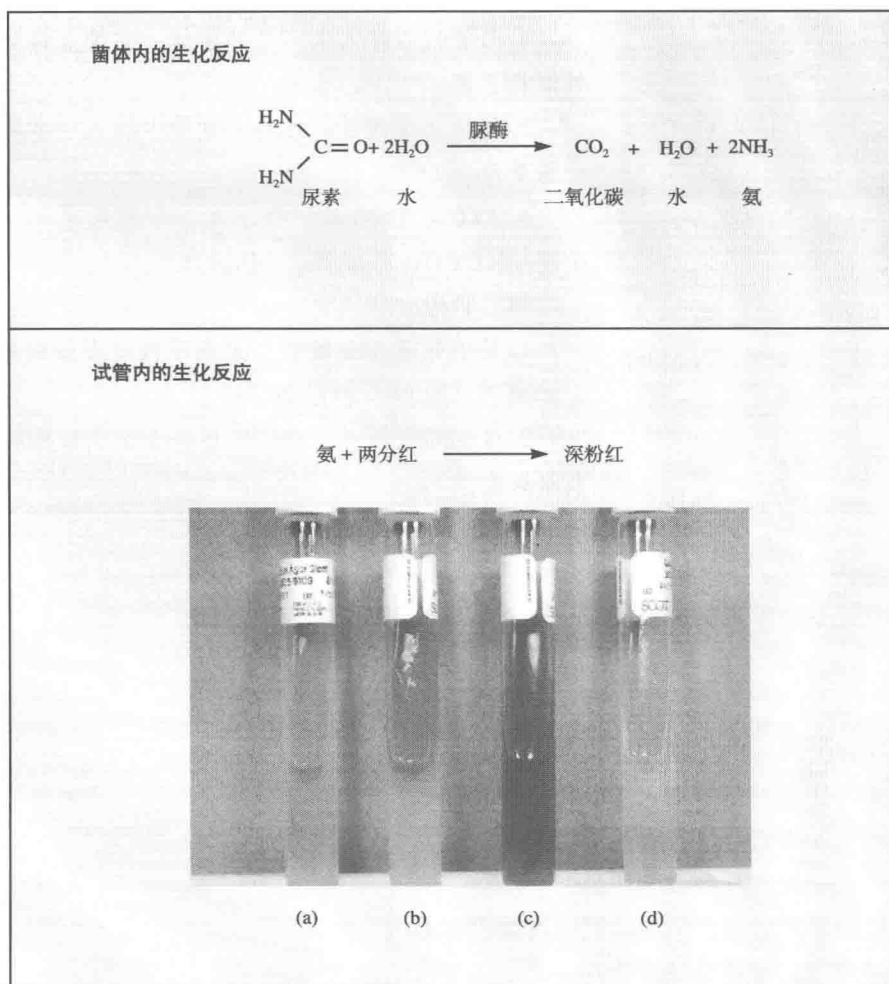 菌体内的生化反应
H₂N
C=O+ 2H₂O 脲酶 CO₂ + H₂O + 2NH₃
H₂N
尿素 水 二氧化碳 水 氨
试管内的生化反应
氨 + 两分红 深粉红
(a) (b) (c) (d)